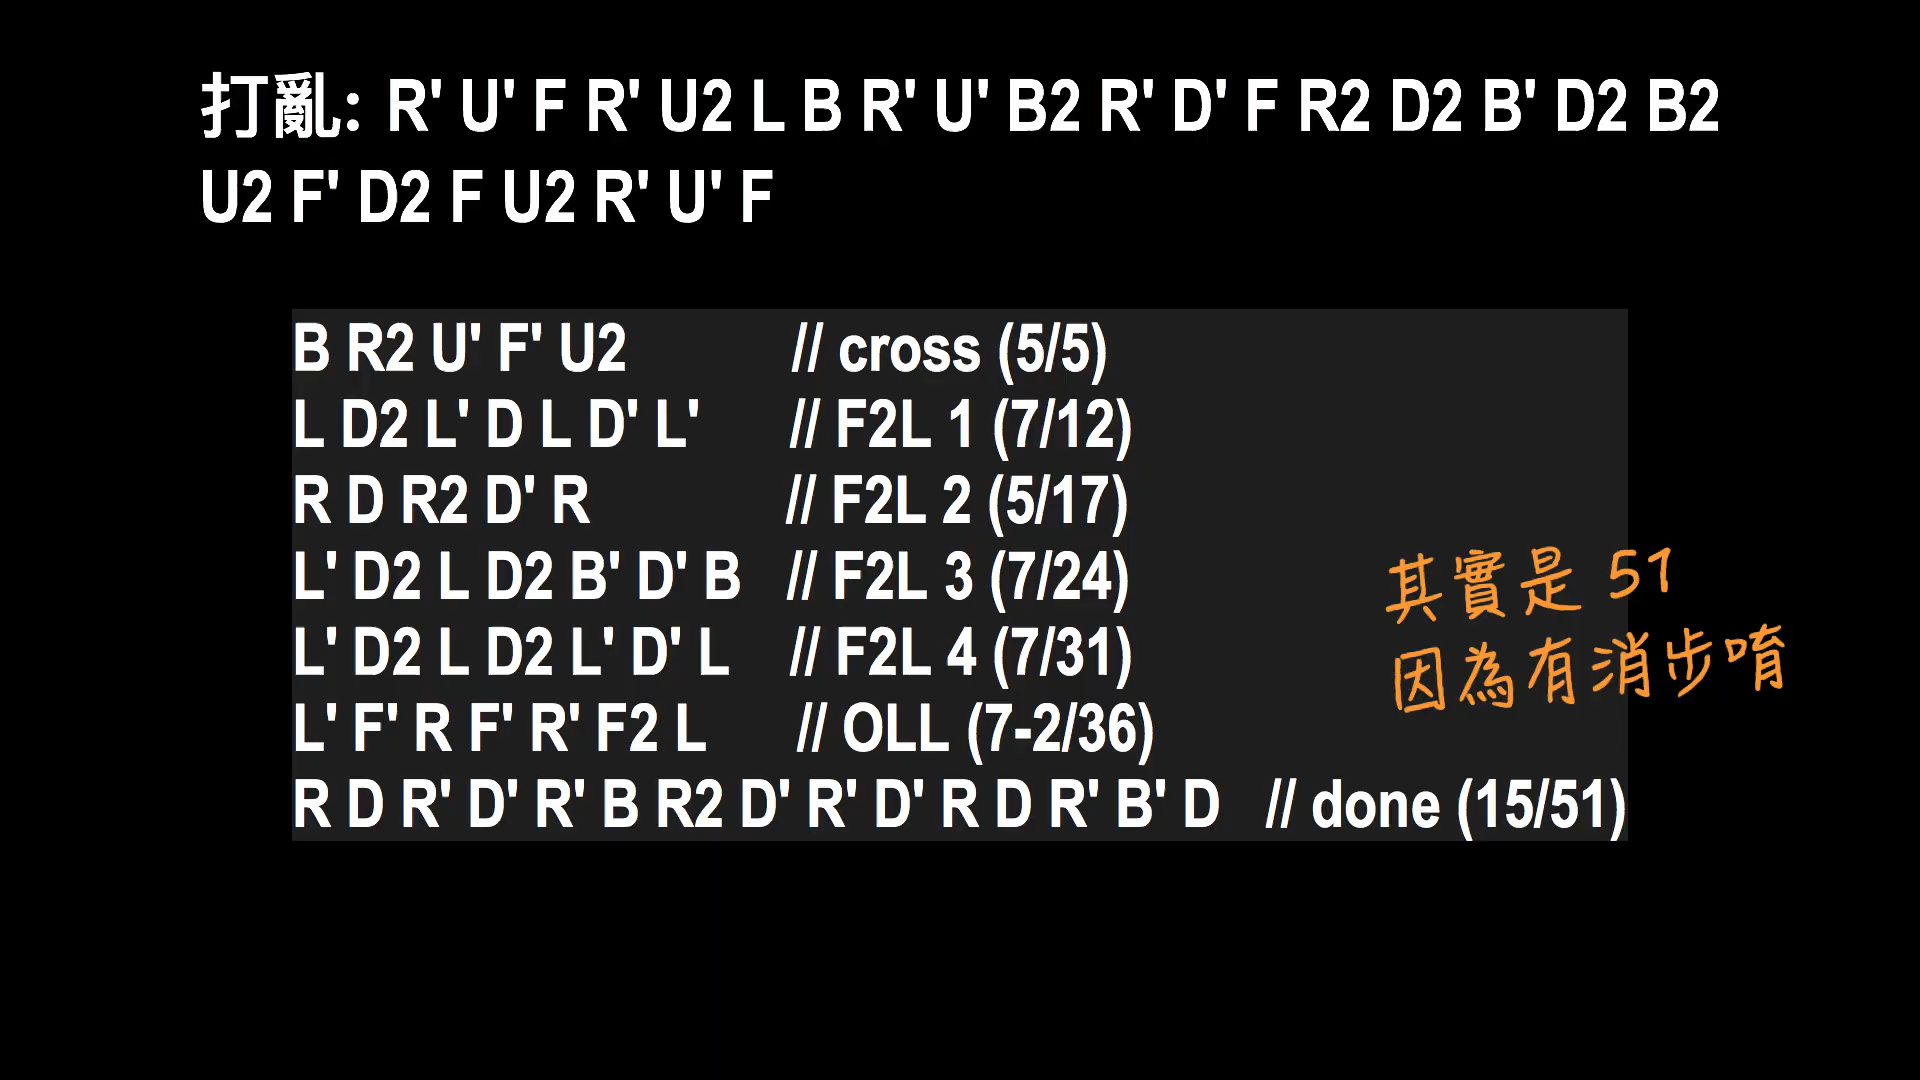 打亂: R' U' F R' U2 L B R' U' B2 R' D' F R2 D2 B' D2 B2
U2 F' D2 F U2 R' U' F
B R2 U' F' U2 // cross (5/5)
L D2 L' D L D' L' // F2L 1 (7/12)
R D R2 D' R // F2L 2 (5/17)
L' D2 L D2 B' D' B // F2L 3 (7/24)
L' D2 L D2 L' D' L // F2L 4 (7/31)
L' F' R F' R' F2 L // OLL (7-2/36)
R D R' D' R' B R2 D' R' D' R D R' B' D // done (15/51)
其實是 51
因為有消步唷